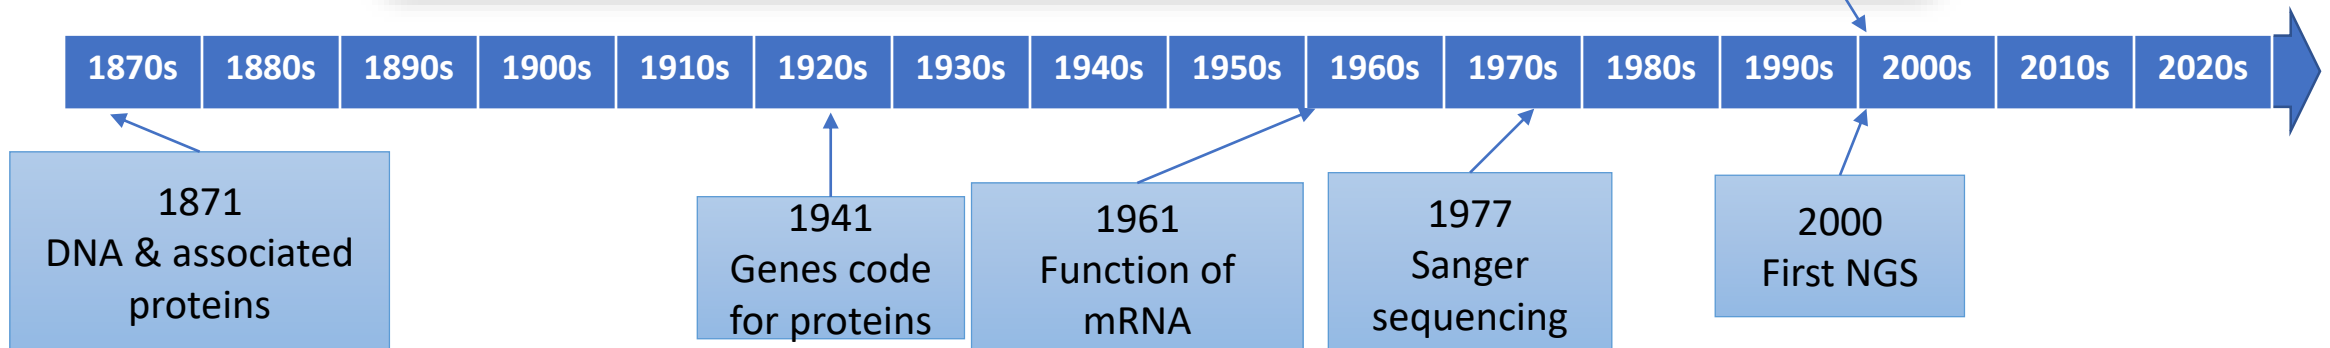 1870s 1880s 1890s 1900s 1910s 1920s 1930s 1940s 1950s 1960s 1970s 1980s 1990s 2000s 2010s 2020s
1871
DNA & associated
proteins
1941
Genes code
for proteins
1961
Function of
mRNA
1977
Sanger
sequencing
2000
First NGS